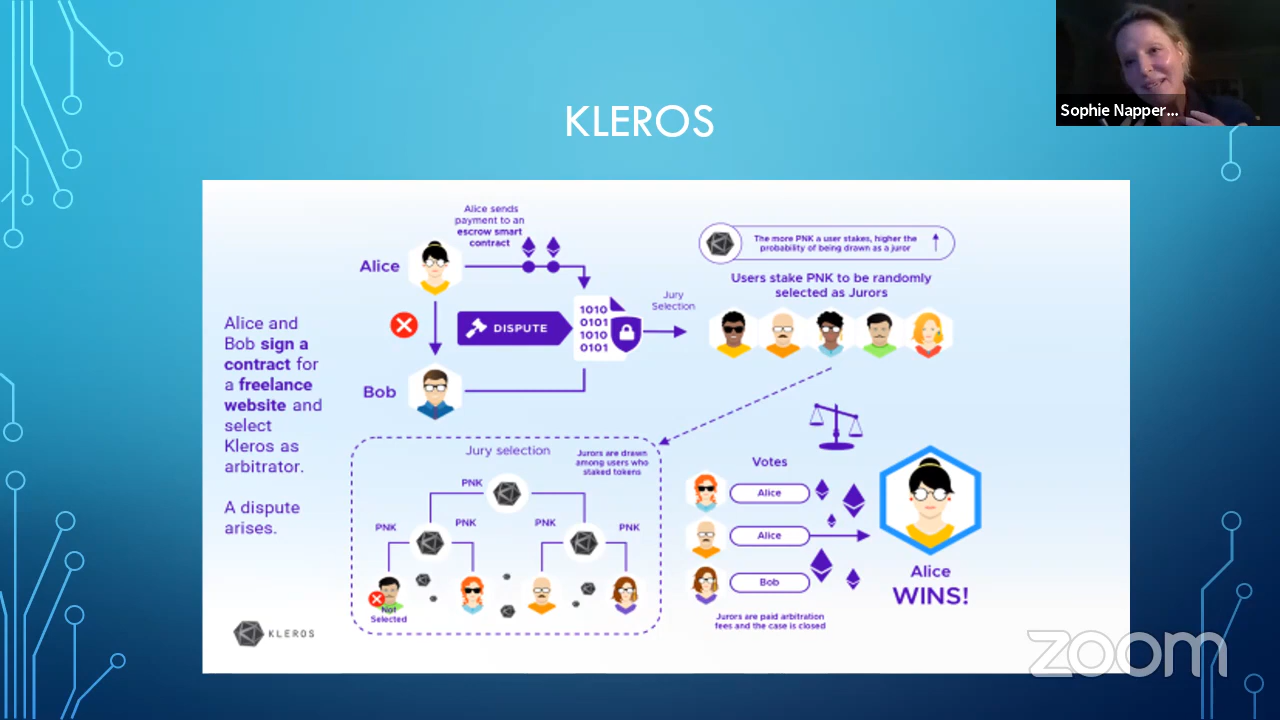 KLEROS
Sophie Napper...
Alice sends
payment to an
escrow smart
contract
Alice
DISPUTE
1010
0101
1010
0101
Bob
Jury
Selection
The more PNK a user stakes, higher the
probability of being drawn as a juror
Users stake PNK to be randomly
selected as Jurors
Alice and
Bob sign a
contract for
a freelance
website and
select
Kleros as
arbitrator.
A dispute
arises.
Jury selection
Jurors are drawn
among users who
staked tokens
PNK
PNK
PNK
PNK
PNK
Not
Selected
Votes
Alice
Alice
Bob
Jurors are paid arbitration
fees and the case is closed
Alice
WINS!
KLEROS
zoom